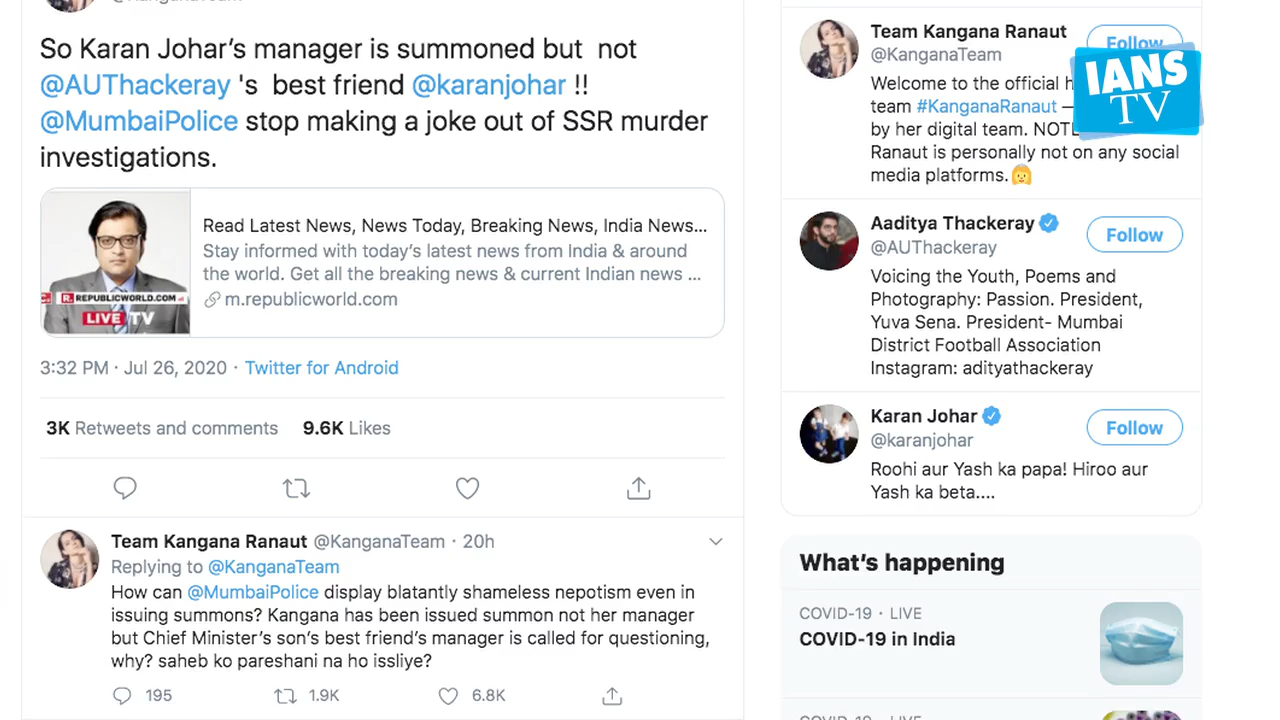 @KanganaTeam
So Karan Johar’s manager is summoned but not
@AUThackeray 's best friend @karanjohar !!
@MumbaiPolice stop making a joke out of SSR murder
investigations.
REPUBLICWORLD.COM
LIVE TV
Read Latest News, News Today, Breaking News, India News...
Stay informed with today’s latest news from India & around
the world. Get all the breaking news & current Indian news ...
m.republicworld.com
3:32 PM · Jul 26, 2020 · Twitter for Android
3K Retweets and comments 9.6K Likes
Team Kangana Ranaut @KanganaTeam · 20h
Replying to @KanganaTeam
How can @MumbaiPolice display blatantly shameless nepotism even in
issuing summons? Kangana has been issued summon not her manager
but Chief Minister’s son’s best friend’s manager is called for questioning,
why? saheb ko pareshani na ho issliye?
195 1.9K 6.8K
Team Kangana Ranaut
@KanganaTeam
Follow
Welcome to the official
team #KanganaRanaut —
by her digital team.
Ranaut is personally not on any social
media platforms.
IANS
TV
Aaditya Thackeray
@AUThackeray
Follow
Voicing the Youth, Poems and
Photography: Passion. President,
Yuva Sena. President- Mumbai
District Football Association
Instagram: adityathackeray
Karan Johar
@karanjohar
Follow
Roohi aur Yash ka papa! Hiroo aur
Yash ka beta....
What’s happening
COVID-19 · LIVE
COVID-19 in India
COVID-19 · LIVE